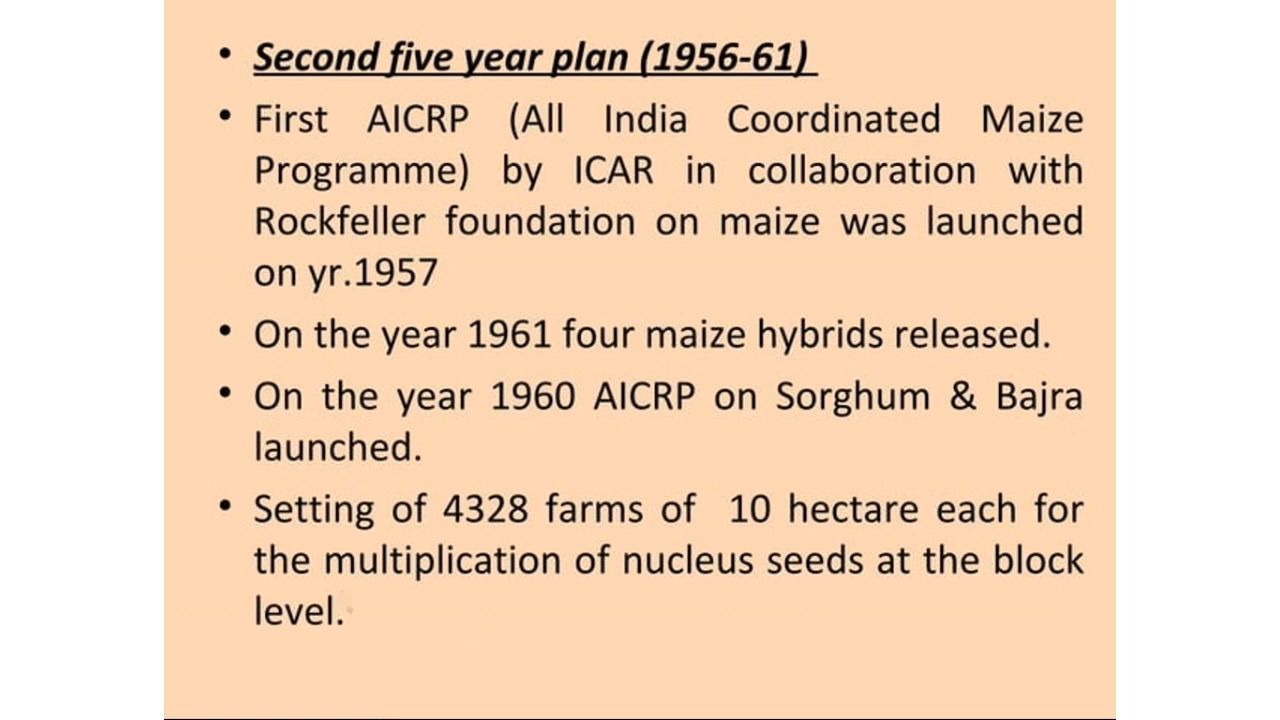 • Second five year plan (1956-61)
• First AICRP (All India Coordinated Maize
Programme) by ICAR in collaboration with
Rockfeller foundation on maize was launched
on yr.1957
• On the year 1961 four maize hybrids released.
• On the year 1960 AICRP on Sorghum & Bajra
launched.
• Setting of 4328 farms of  10 hectare each for
the multiplication of nucleus seeds at the block
level.